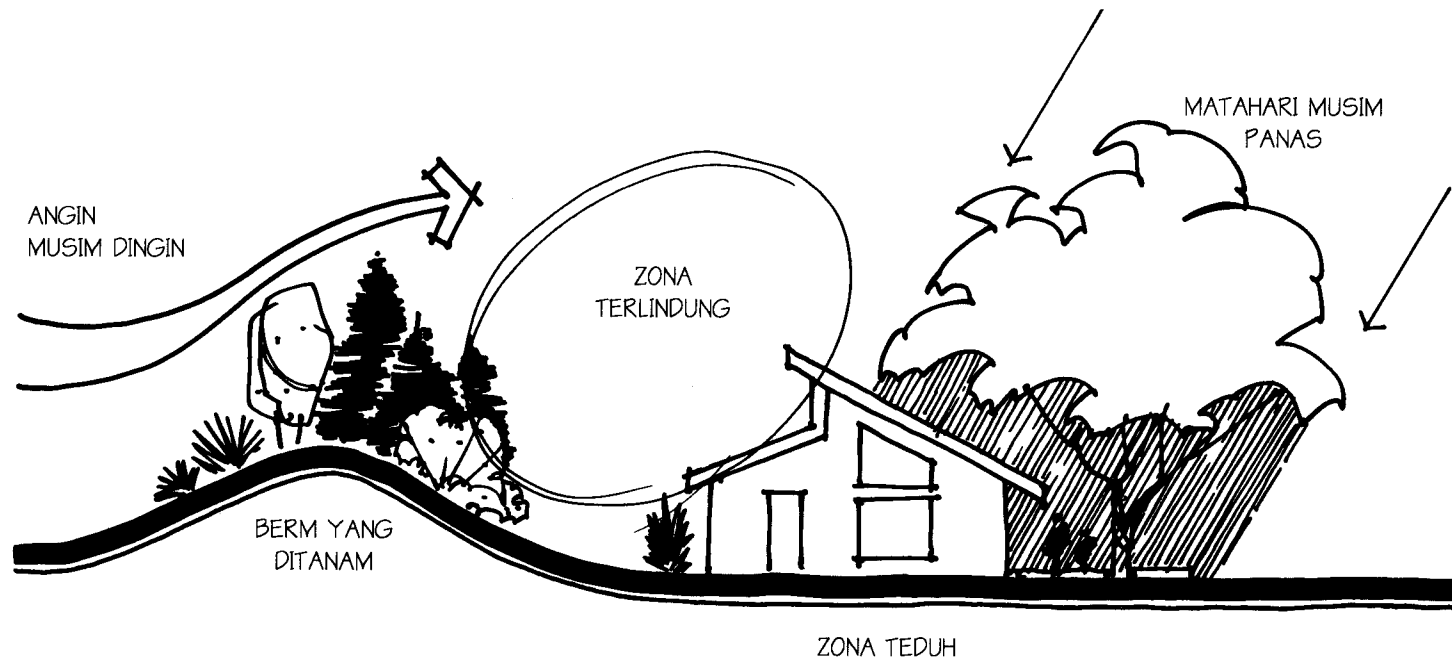 MATAHARI MUSIM
PANAS
ANGIN
MUSIM DINGIN
ZONA
TERLINDUNG
BERM YANG
DITANAM
ZONA TEDUH